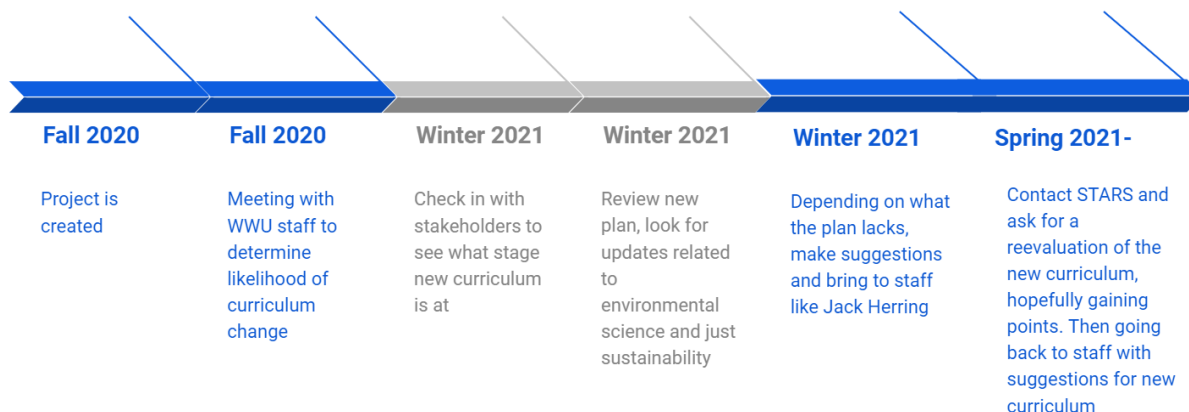 Fall 2020
Project is
created
Fall 2020
Meeting with
WWU staff to
determine
likelihood of
curriculum
change
Winter 2021
Check in with
stakeholders to
see what stage
new curriculum
is at
Winter 2021
Review new
plan, look for
updates related
to
environmental
science and just
sustainability
Winter 2021
Depending on what
the plan lacks,
make suggestions
and bring to staff
like Jack Herring
Spring 2021-
Contact STARS and
ask for a
reevaluation of the
new curriculum,
hopefully gaining
points. Then going
back to staff with
suggestions for new
curriculum